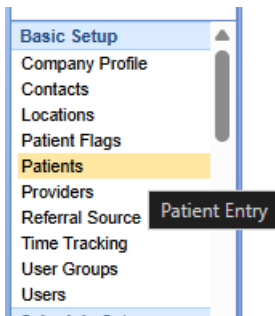 Basic Setup
Company Profile
Contacts
Locations
Patient Flags
Patients
Providers
Referral Source
Patient Entry
Time Tracking
User Groups
Users